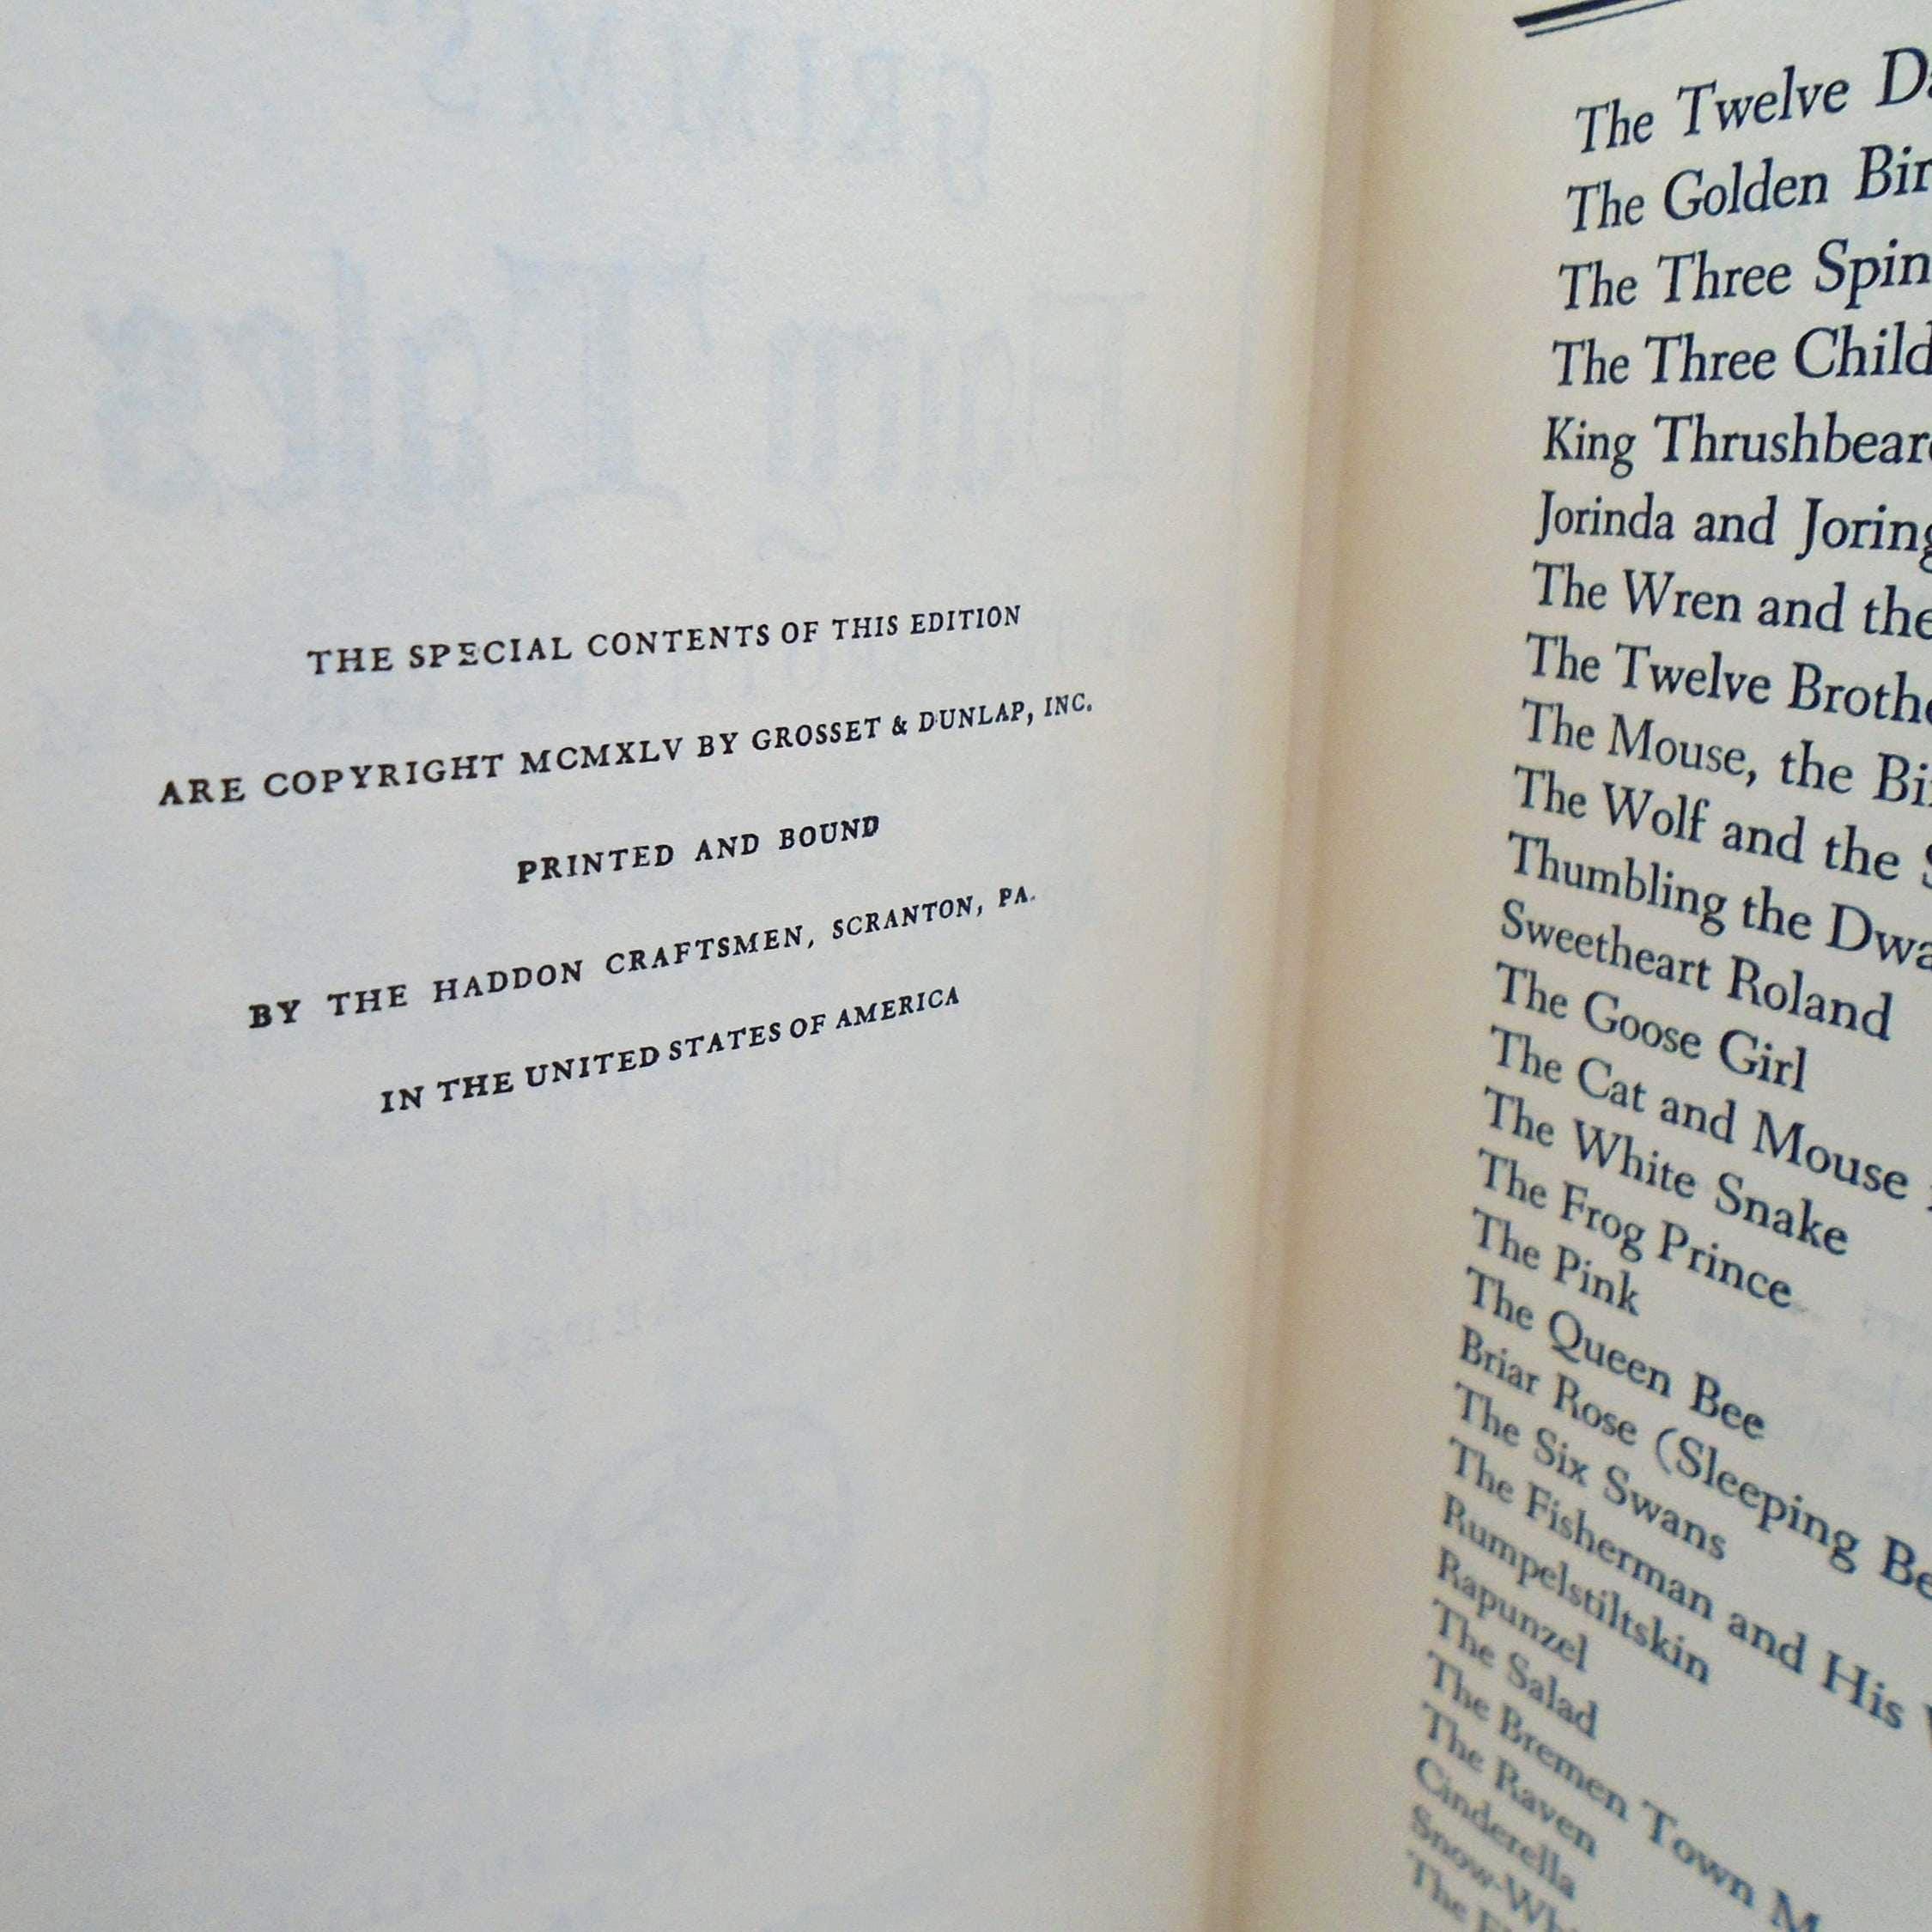 THE SPECIAL CONTENTS OF THIS EDITION
ARE COPYRIGHT MCMXLV BY GROSSET & DUNLAP, INC.
PRINTED AND BOUND
BY THE HADDON CRAFTSMEN, SCRANTON, PA.
IN THE UNITED STATES OF AMERICA
The Twelve
The Golden
The Three
The Three
King
Jorinda and
The Wren and the
The Twelve
The Mouse, the
The Wolf and the
Thumbling the
Sweetheart Roland
The Goose Girl
The Cat and Mouse
The White Snake
The Frog Prince
The Pink
The Queen Bee
Briar Rose (Sleeping
The Six Swans
The Fisherman and His
Rumpelstiltskin
Rapunzel
The Salad
The Bremen Town
The Raven
Cinderella
The